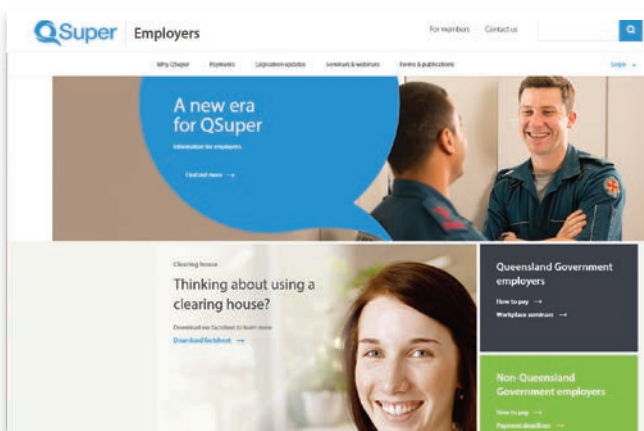 QSuper Employers
For members Contact us
Why QSuper Payments Legislation updates Seminars & webinars Forms & publications Login
A new era
for QSuper
Information for employers
Find out more →
Clearing house
Thinking about using a
clearing house?
Download our factsheet to learn more
Download factsheet →
Queensland Government
employers
How to pay →
Workplace seminars →
Non-Queensland
Government employers
How to pay →
Payment deadlines →